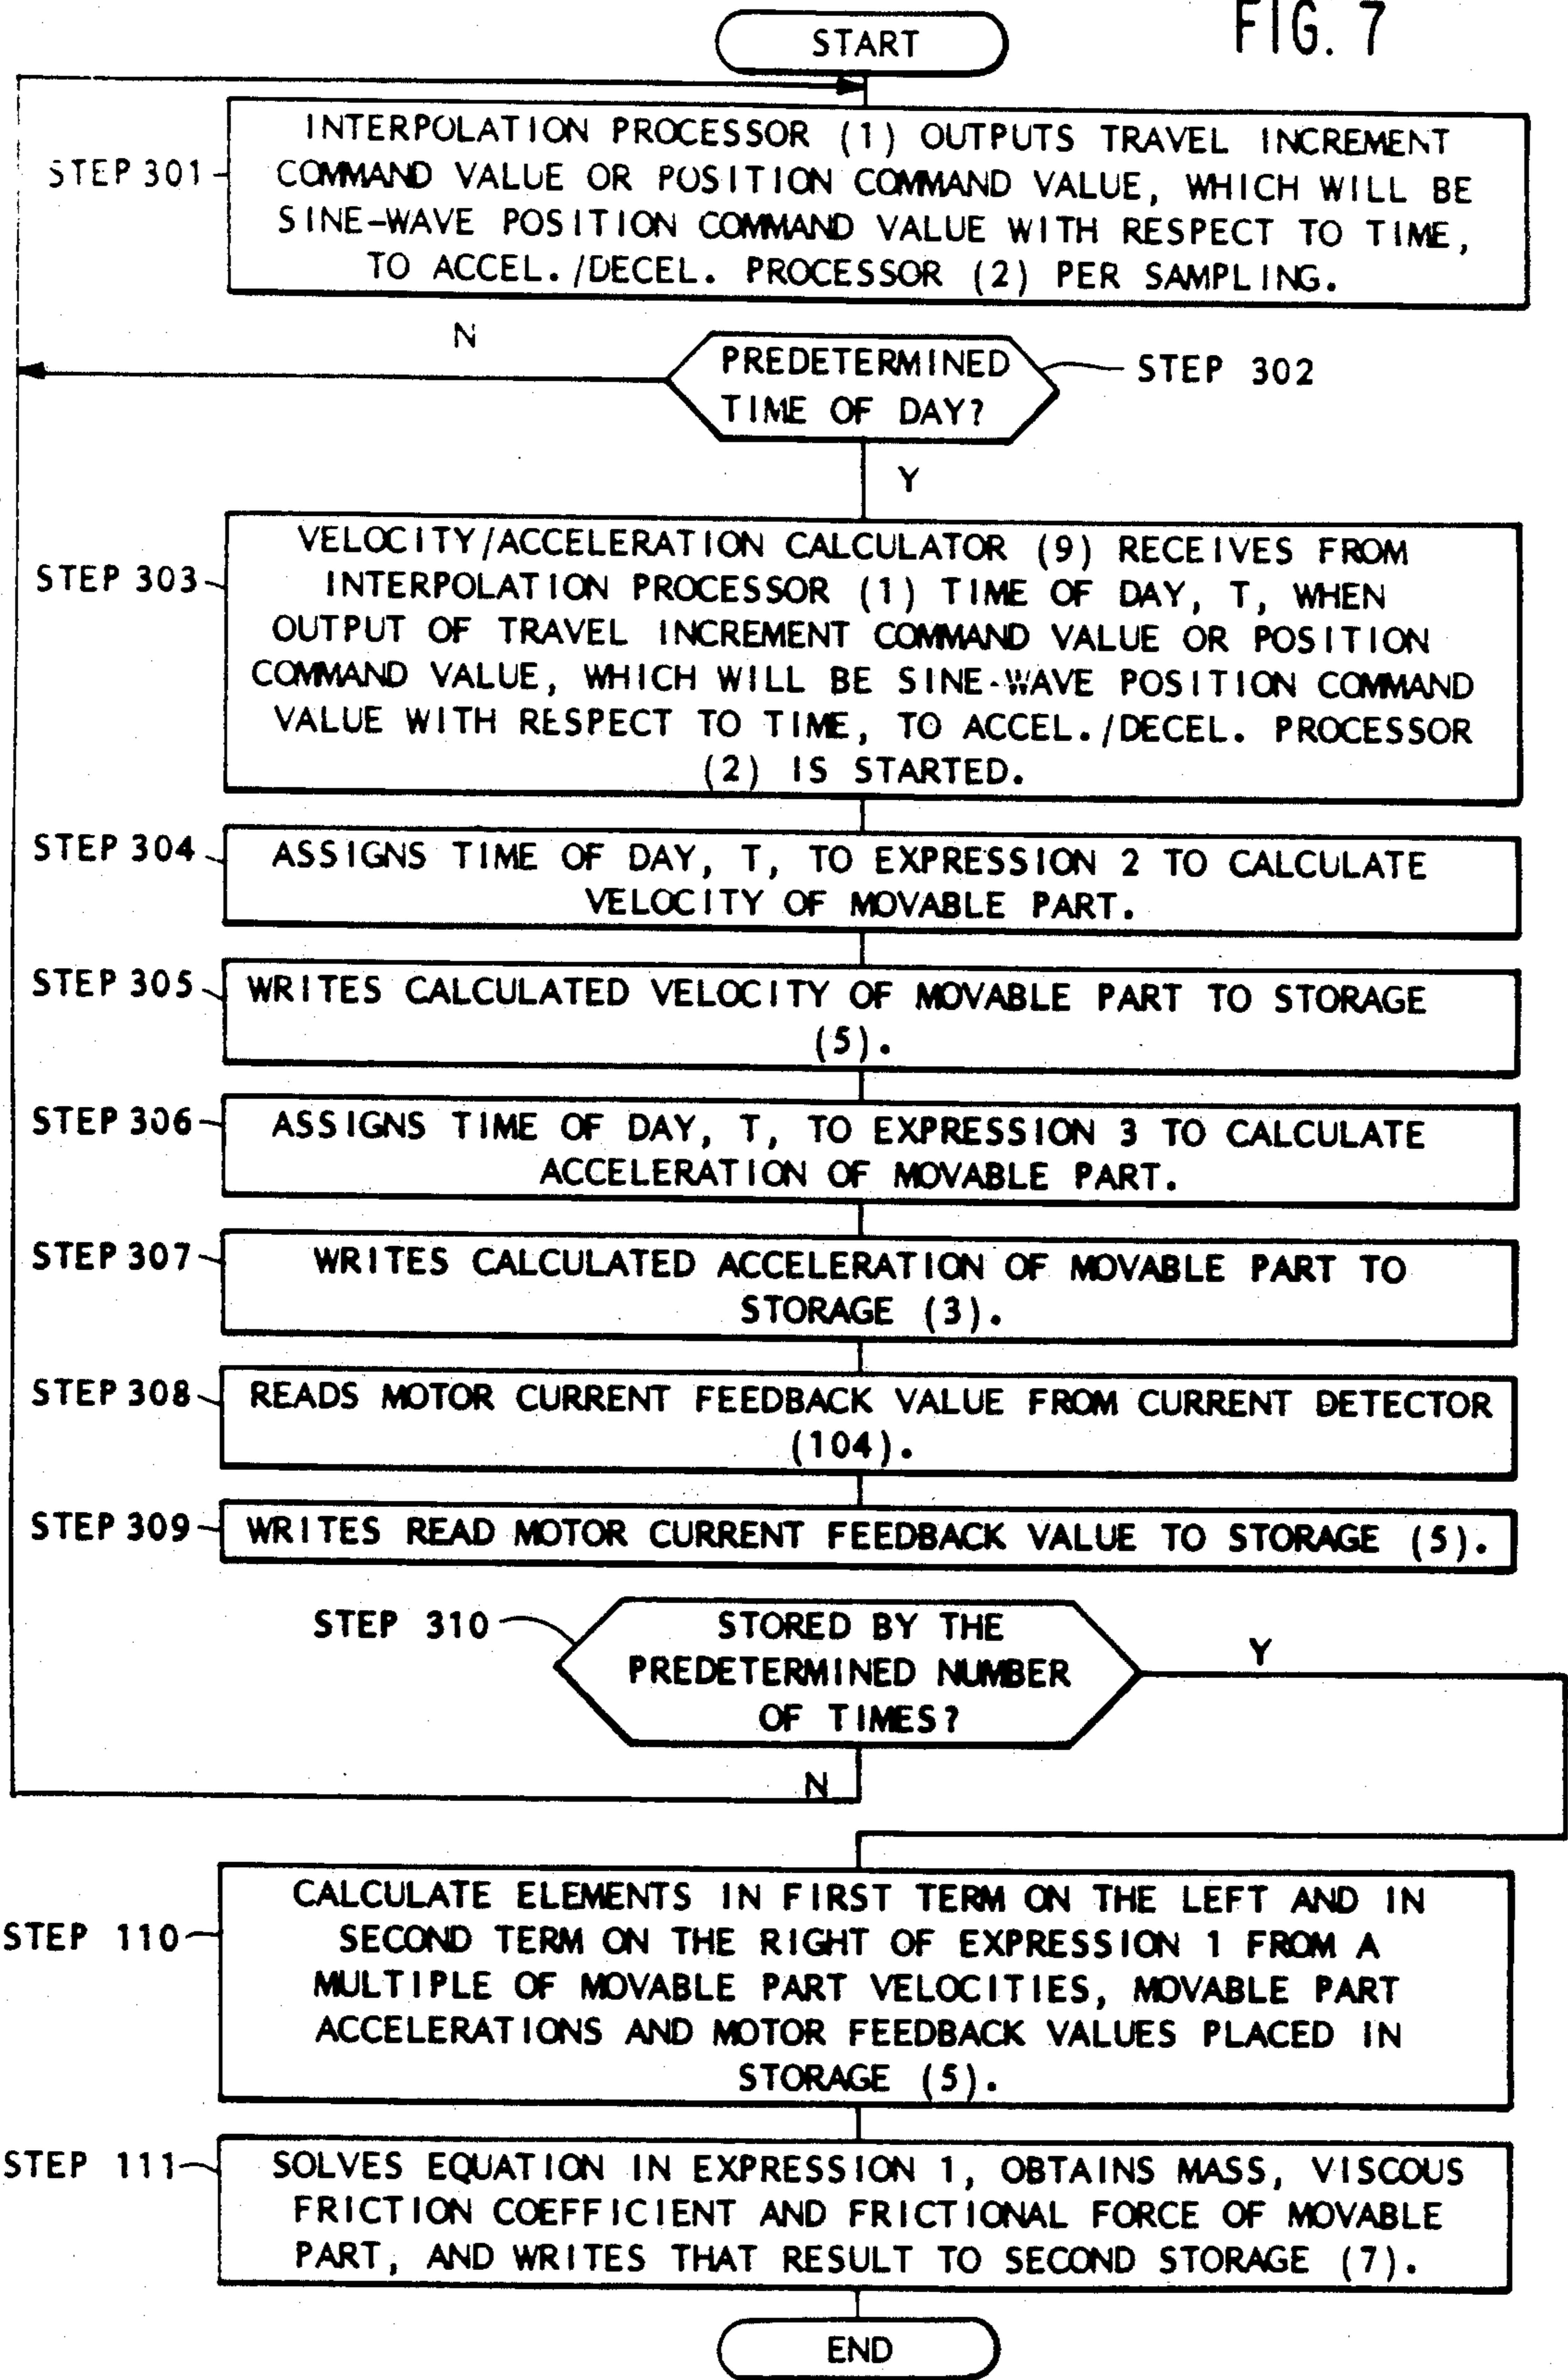 FIG. 7
START
STEP 301
INTERPOLATION PROCESSOR (1) OUTPUTS TRAVEL INCREMENT
COMMAND VALUE OR POSITION COMMAND VALUE, WHICH WILL BE
SINE-WAVE POSITION COMMAND VALUE WITH RESPECT TO TIME,
TO ACCEL./DECEL. PROCESSOR (2) PER SAMPLING.
N
PREDETERMINED
TIME OF DAY?
STEP 302
Y
STEP 303
VELOCITY/ACCELERATION CALCULATOR (9) RECEIVES FROM
INTERPOLATION PROCESSOR (1) TIME OF DAY, T, WHEN
OUTPUT OF TRAVEL INCREMENT COMMAND VALUE OR POSITION
COMMAND VALUE, WHICH WILL BE SINE-WAVE POSITION COMMAND
VALUE WITH RESPECT TO TIME, TO ACCEL./DECEL. PROCESSOR
(2) IS STARTED.
STEP 304
ASSIGNS TIME OF DAY, T, TO EXPRESSION 2 TO CALCULATE
VELOCITY OF MOVABLE PART.
STEP 305
WRITES CALCULATED VELOCITY OF MOVABLE PART TO STORAGE
(5).
STEP 306
ASSIGNS TIME OF DAY, T, TO EXPRESSION 3 TO CALCULATE
ACCELERATION OF MOVABLE PART.
STEP 307
WRITES CALCULATED ACCELERATION OF MOVABLE PART TO
STORAGE (3).
STEP 308
READS MOTOR CURRENT FEEDBACK VALUE FROM CURRENT DETECTOR
(104).
STEP 309
WRITES READ MOTOR CURRENT FEEDBACK VALUE TO STORAGE (5).
STEP 310
STORED BY THE
PREDETERMINED NUMBER
OF TIMES?
Y
N
STEP 110
CALCULATE ELEMENTS IN FIRST TERM ON THE LEFT AND IN
SECOND TERM ON THE RIGHT OF EXPRESSION 1 FROM A
MULTIPLE OF MOVABLE PART VELOCITIES, MOVABLE PART
ACCELERATIONS AND MOTOR FEEDBACK VALUES PLACED IN
STORAGE (5).
STEP 111
SOLVES EQUATION IN EXPRESSION 1, OBTAINS MASS, VISCOUS
FRICTION COEFFICIENT AND FRICTIONAL FORCE OF MOVABLE
PART, AND WRITES THAT RESULT TO SECOND STORAGE (7).
END